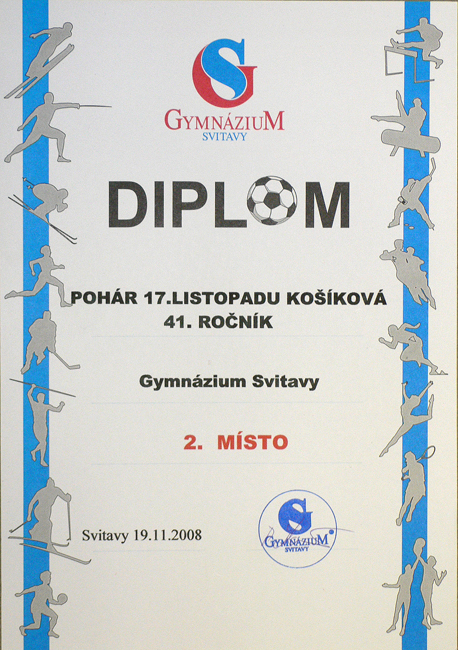 GYMNÁZIUM
SVITAVY
DIPLOM
POHÁR 17.LISTOPADU KOŠÍKOVÁ
41. ROČNÍK
Gymnázium Svitavy
2. MÍSTO
Svitavy 19.11.2008
GYMNÁZIUM
SVITAVY